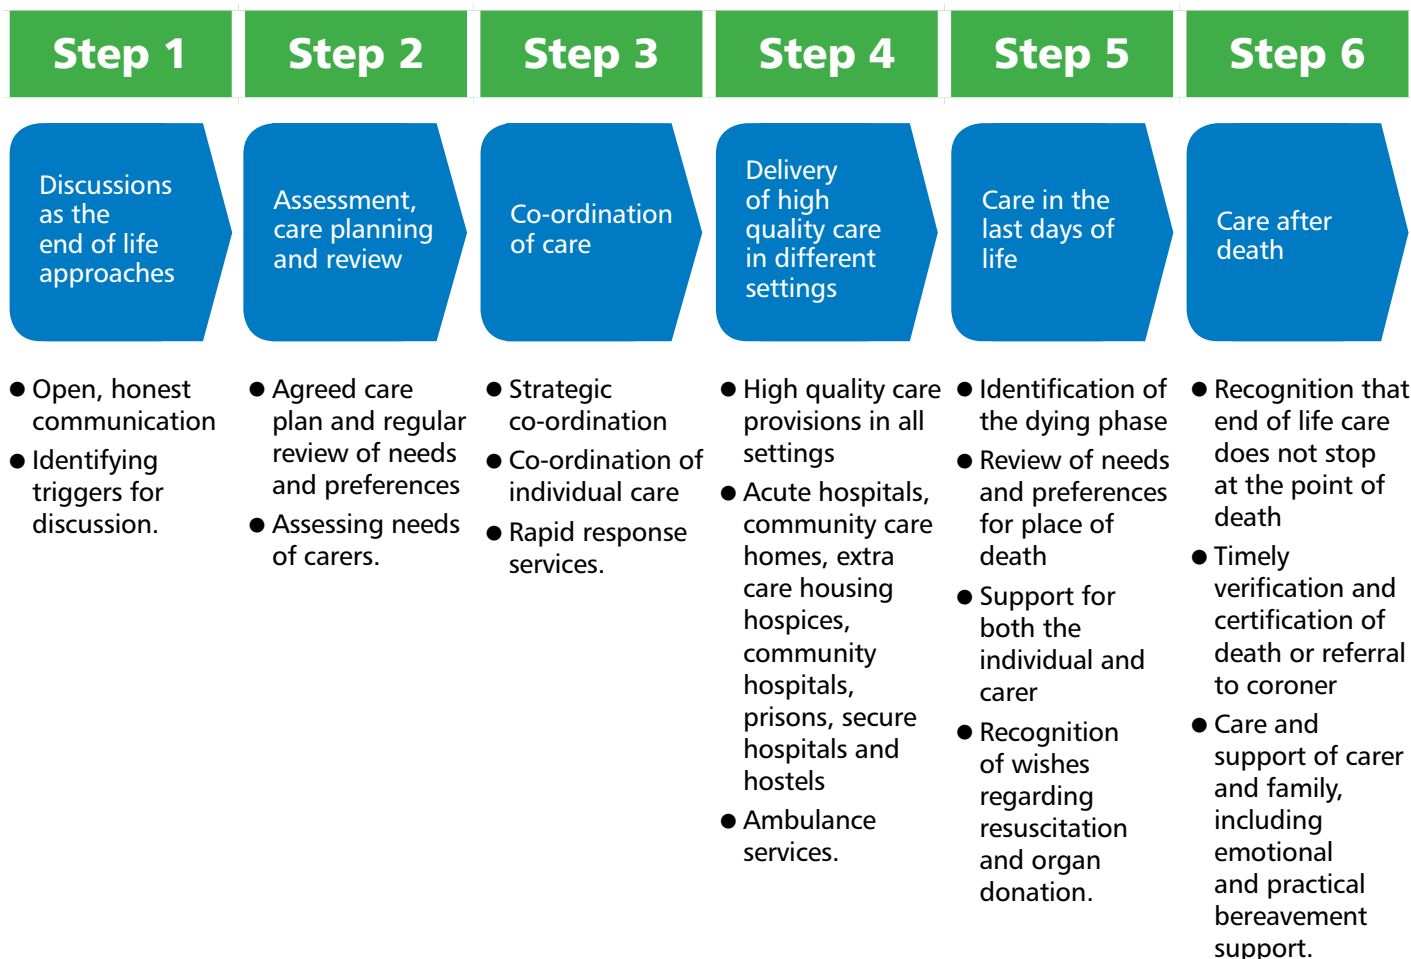 Step 1
Step 2
Step 3
Step 4
Step 5
Step 6
Discussions
as the
end of life
approaches
Assessment,
care planning
and review
Co-ordination
of care
Delivery
of high
quality care
in different
settings
Care in the
last days of
life
Care after
death
● Open, honest
communication
● Identifying
triggers for
discussion.
● Agreed care
plan and regular
review of needs
and preferences
● Assessing needs
of carers.
● Strategic
co-ordination
● Co-ordination of
individual care
● Rapid response
services.
● High quality care
provisions in all
settings
● Acute hospitals,
community care
homes, extra
care housing
hospices,
community
hospitals,
prisons, secure
hospitals and
hostels
● Ambulance
services.
● Identification of
the dying phase
● Review of needs
and preferences
for place of
death
● Support for
both the
individual and
carer
● Recognition
of wishes
regarding
resuscitation
and organ
donation.
● Recognition that
end of life care
does not stop
at the point of
death
● Timely
verification and
certification of
death or referral
to coroner
● Care and
support of carer
and family,
including
emotional
and practical
bereavement
support.